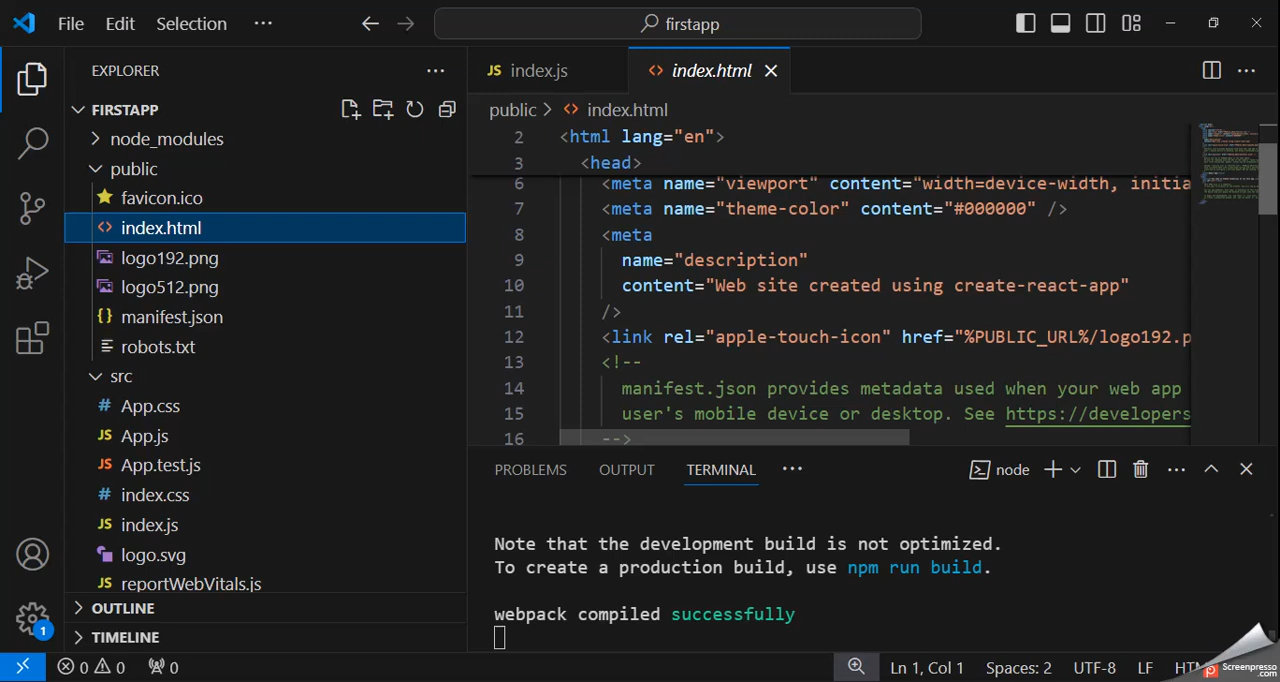 File Edit Selection ··· firstapp
EXPLORER ···
FIRSTAPP
node_modules
public
favicon.ico
index.html
logo192.png
logo512.png
manifest.json
robots.txt
src
App.css
App.js
App.test.js
index.css
index.js
logo.svg
reportWebVitals.js
OUTLINE
TIMELINE
JS index.js <> index.html
public > <> index.html
2 <html lang="en">
3 <head>
6 <meta name="viewport" content="width=device-width, initia
7 <meta name="theme-color" content="#000000" />
8 <meta
9 name="description"
10 content="Web site created using create-react-app"
11 />
12 <link rel="apple-touch-icon" href="%PUBLIC_URL%/logo192.p
13 <!--
14 manifest.json provides metadata used when your web app
15 user's mobile device or desktop. See https://developers
16 -->
PROBLEMS OUTPUT TERMINAL ··· node
Note that the development build is not optimized.
To create a production build, use npm run build.
webpack compiled successfully
1
0 0 0 Ln 1, Col 1 Spaces: 2 UTF-8 LF
Screenpresso
.com